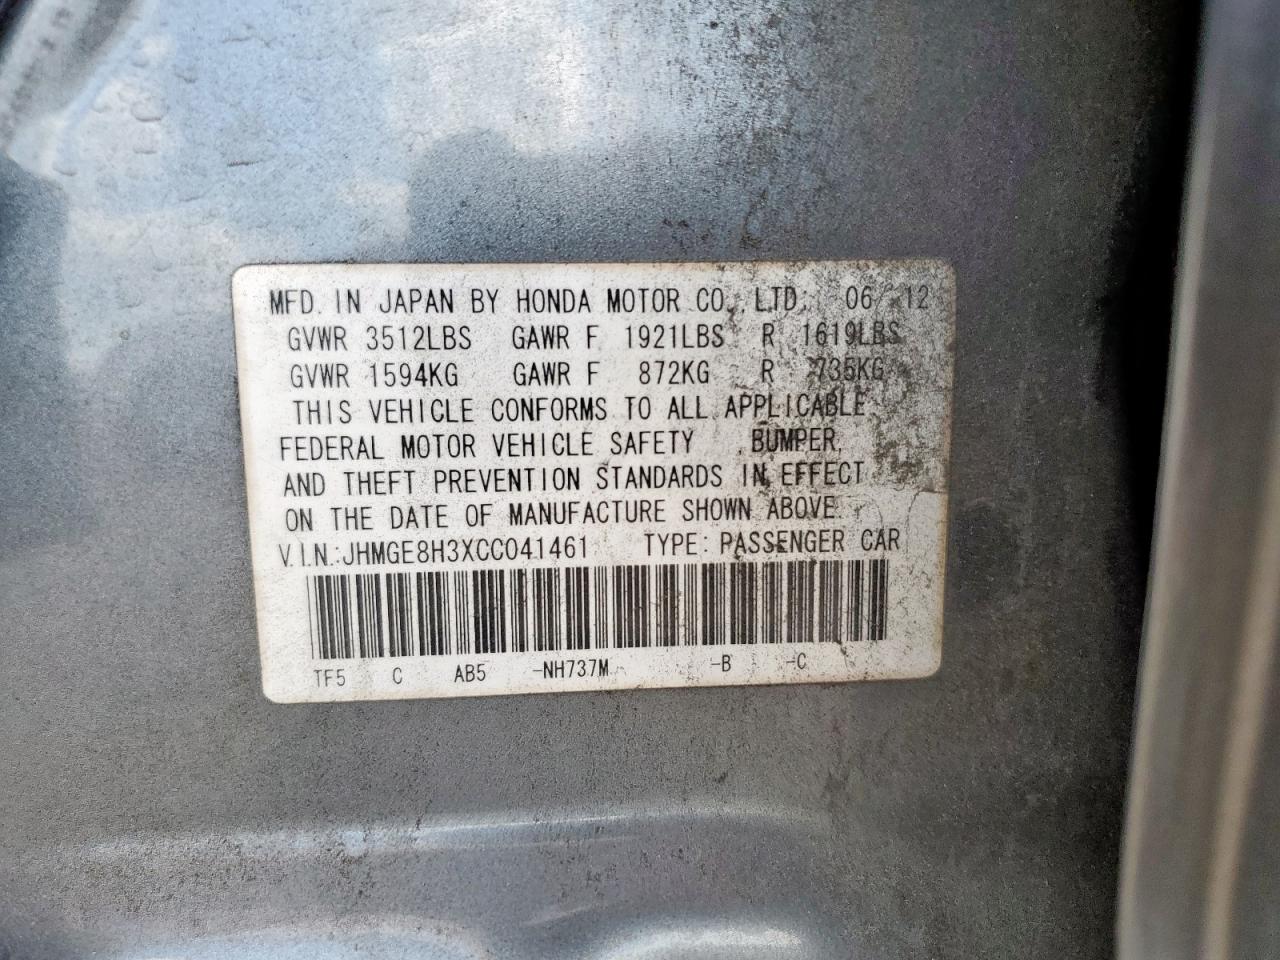 MFD. IN JAPAN BY HONDA MOTOR CO., LTD. 06/12
GVWR 3512LBS GAWR F 1921LBS R 1619LBS
GVWR 1594KG GAWR F 872KG R 735KG
THIS VEHICLE CONFORMS TO ALL APPLICABLE
FEDERAL MOTOR VEHICLE SAFETY , BUMPER,
AND THEFT PREVENTION STANDARDS IN EFFECT
ON THE DATE OF MANUFACTURE SHOWN ABOVE.
V.I.N.:JHMGE8H3XCC041461 TYPE: PASSENGER CAR
TF5 C AB5 -NH737M- -B -C